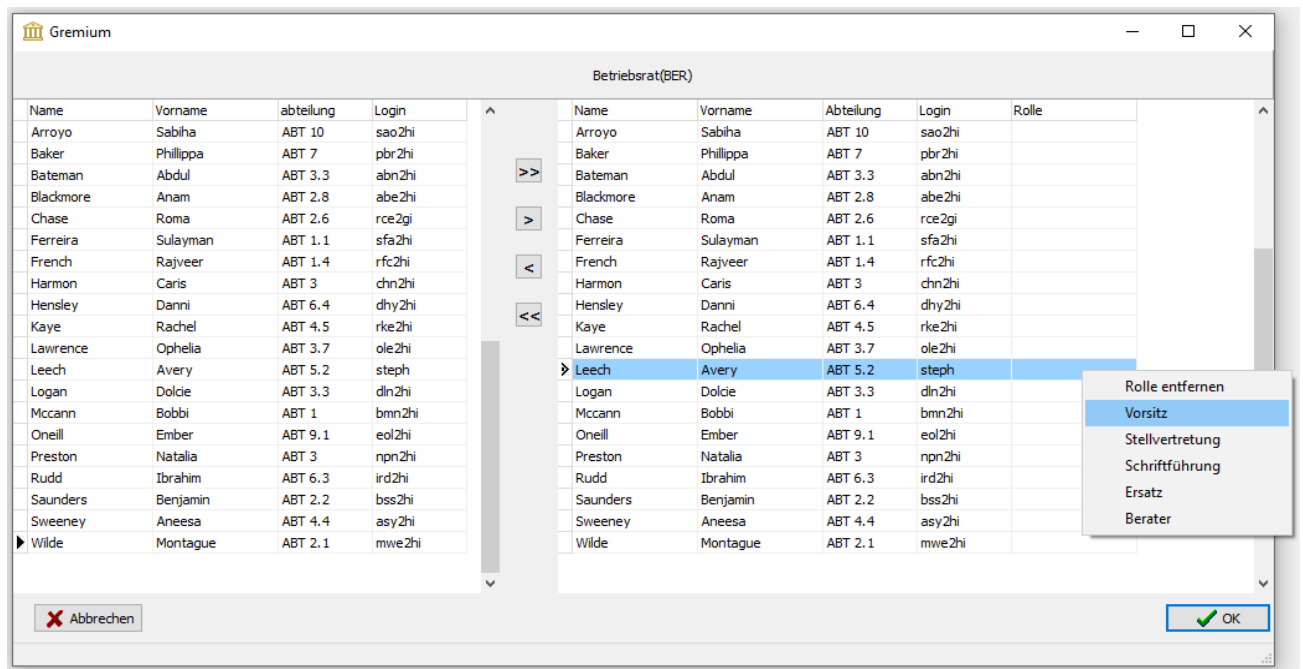 Gremium
Betriebsrat(BER)
Name Vorname abteilung Login Name Vorname Abteilung Login Rolle
Arroyo Sabiha ABT 10 sao2hi Arroyo Sabiha ABT 10 sao2hi
Baker Phillippa ABT 7 pbr2hi Baker Phillippa ABT 7 pbr2hi
Bateman Abdul ABT 3.3 abn2hi >> Bateman Abdul ABT 3.3 abn2hi
Blackmore Anam ABT 2.8 abe2hi Blackmore Anam ABT 2.8 abe2hi
Chase Roma ABT 2.6 rce2gi > Chase Roma ABT 2.6 rce2gi
Ferreira Sulayman ABT 1.1 sfa2hi Ferreira Sulayman ABT 1.1 sfa2hi
French Rajveer ABT 1.4 rfc2hi < French Rajveer ABT 1.4 rfc2hi
Harmon Caris ABT 3 chn2hi Harmon Caris ABT 3 chn2hi
Hensley Danni ABT 6.4 dhy2hi << Hensley Danni ABT 6.4 dhy2hi
Kaye Rachel ABT 4.5 rke2hi Kaye Rachel ABT 4.5 rke2hi
Lawrence Ophelia ABT 3.7 ole2hi Lawrence Ophelia ABT 3.7 ole2hi
Leech Avery ABT 5.2 steph Leech Avery ABT 5.2 steph
Logan Dolcie ABT 3.3 dln2hi Logan Dolcie ABT 3.3 dln2hi Rolle entfernen
Mccann Bobbi ABT 1 bmn2hi Mccann Bobbi ABT 1 bmn2hi Vorsitz
Oneill Ember ABT 9.1 eol2hi Oneill Ember ABT 9.1 eol2hi Stellvertretung
Preston Natalia ABT 3 npn2hi Preston Natalia ABT 3 npn2hi Schriftführung
Rudd Ibrahim ABT 6.3 ird2hi Rudd Ibrahim ABT 6.3 ird2hi
Saunders Benjamin ABT 2.2 bss2hi Saunders Benjamin ABT 2.2 bss2hi Ersatz
Sweeney Aneesa ABT 4.4 asy2hi Sweeney Aneesa ABT 4.4 asy2hi Berater
Wilde Montague ABT 2.1 mwe2hi Wilde Montague ABT 2.1 mwe2hi
Abbrechen OK